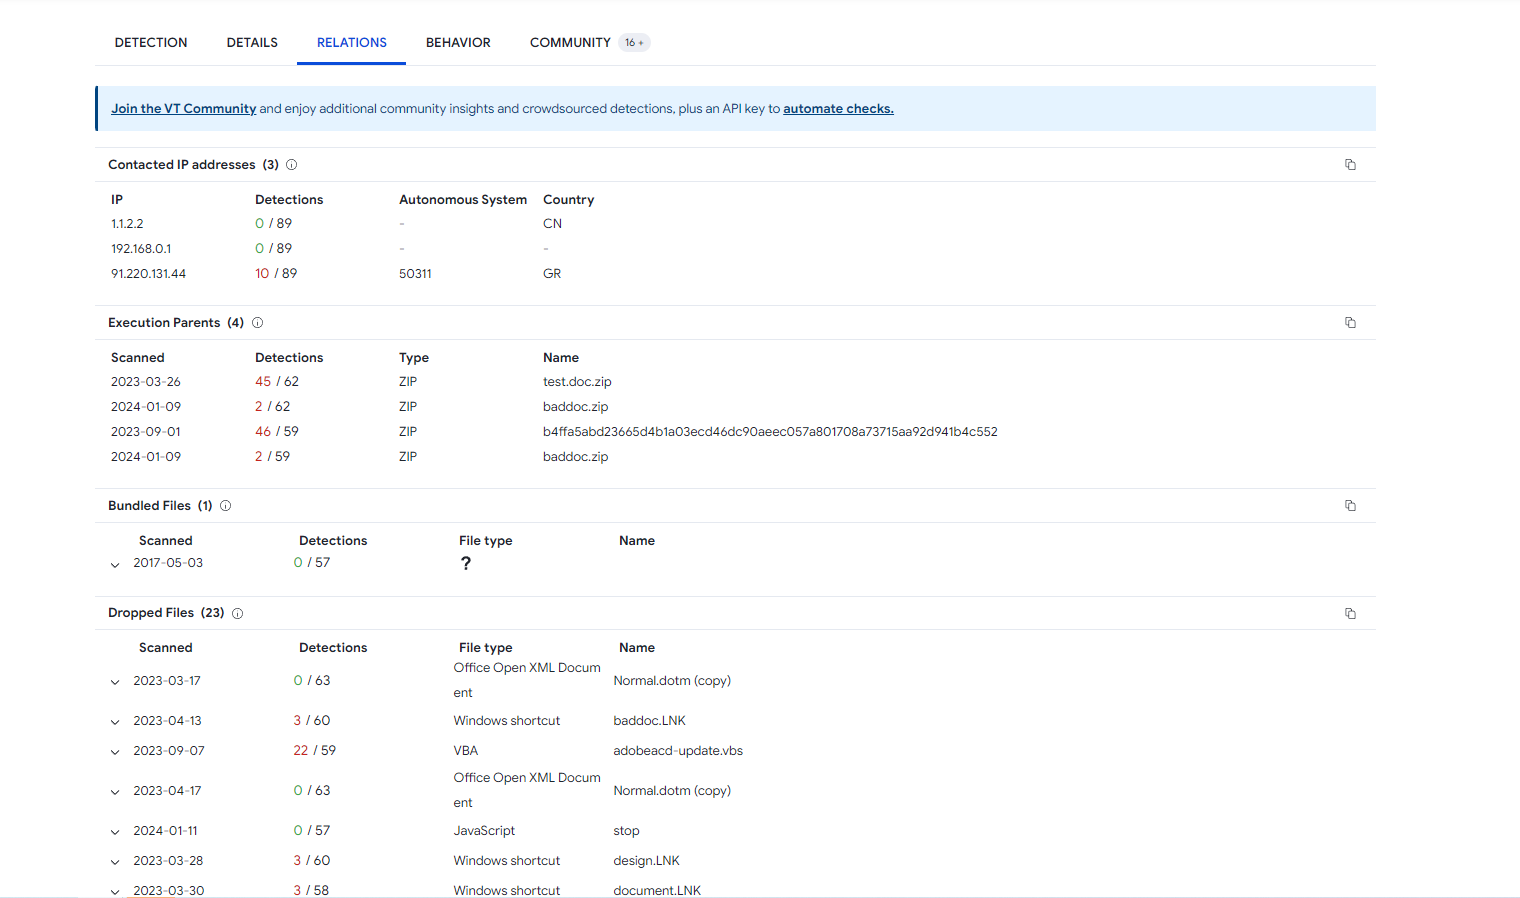 DETECTION DETAILS RELATIONS BEHAVIOR COMMUNITY 16 +
Join the VT Community and enjoy additional community insights and crowdsourced detections, plus an API key to automate checks.
Contacted IP addresses (3)
IP Detections Autonomous System Country
1.1.2.2 0 / 89 - CN
192.168.0.1 0 / 89 - -
91.220.131.44 10 / 89 50311 GR
Execution Parents (4)
Scanned Detections Type Name
2023-03-26 45 / 62 ZIP test.doc.zip
2024-01-09 2 / 62 ZIP baddoc.zip
2023-09-01 46 / 59 ZIP b4ffa5abd23665d4b1a03ecd46dc90aeec057a801708a73715aa92d941b4c552
2024-01-09 2 / 59 ZIP baddoc.zip
Bundled Files (1)
Scanned Detections File type Name
2017-05-03 0 / 57 ?
Dropped Files (23)
Scanned Detections File type Name
2023-03-17 0 / 63 Office Open XML Docum
ent Normal.dotm (copy)
2023-04-13 3 / 60 Windows shortcut baddoc.LNK
2023-09-07 22 / 59 VBA adobeacd-update.vbs
2023-04-17 0 / 63 Office Open XML Docum
ent Normal.dotm (copy)
2024-01-11 0 / 57 JavaScript stop
2023-03-28 3 / 60 Windows shortcut design.LNK
2023-03-30 3 / 58 Windows shortcut document.LNK